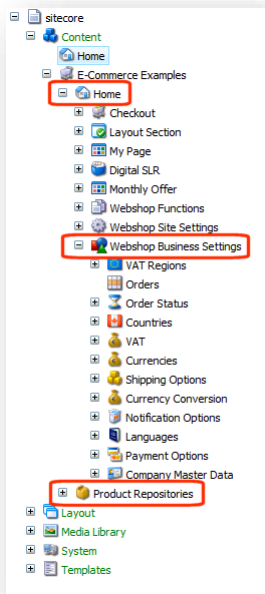 sitecore
Content
Home
E-Commerce Examples
Home
Checkout
Layout Section
My Page
Digital SLR
Monthly Offer
Webshop Functions
Webshop Site Settings
Webshop Business Settings
VAT Regions
Orders
Order Status
Countries
VAT
Currencies
Shipping Options
Currency Conversion
Notification Options
Languages
Payment Options
Company Master Data
Product Repositories
Layout
Media Library
System
Templates